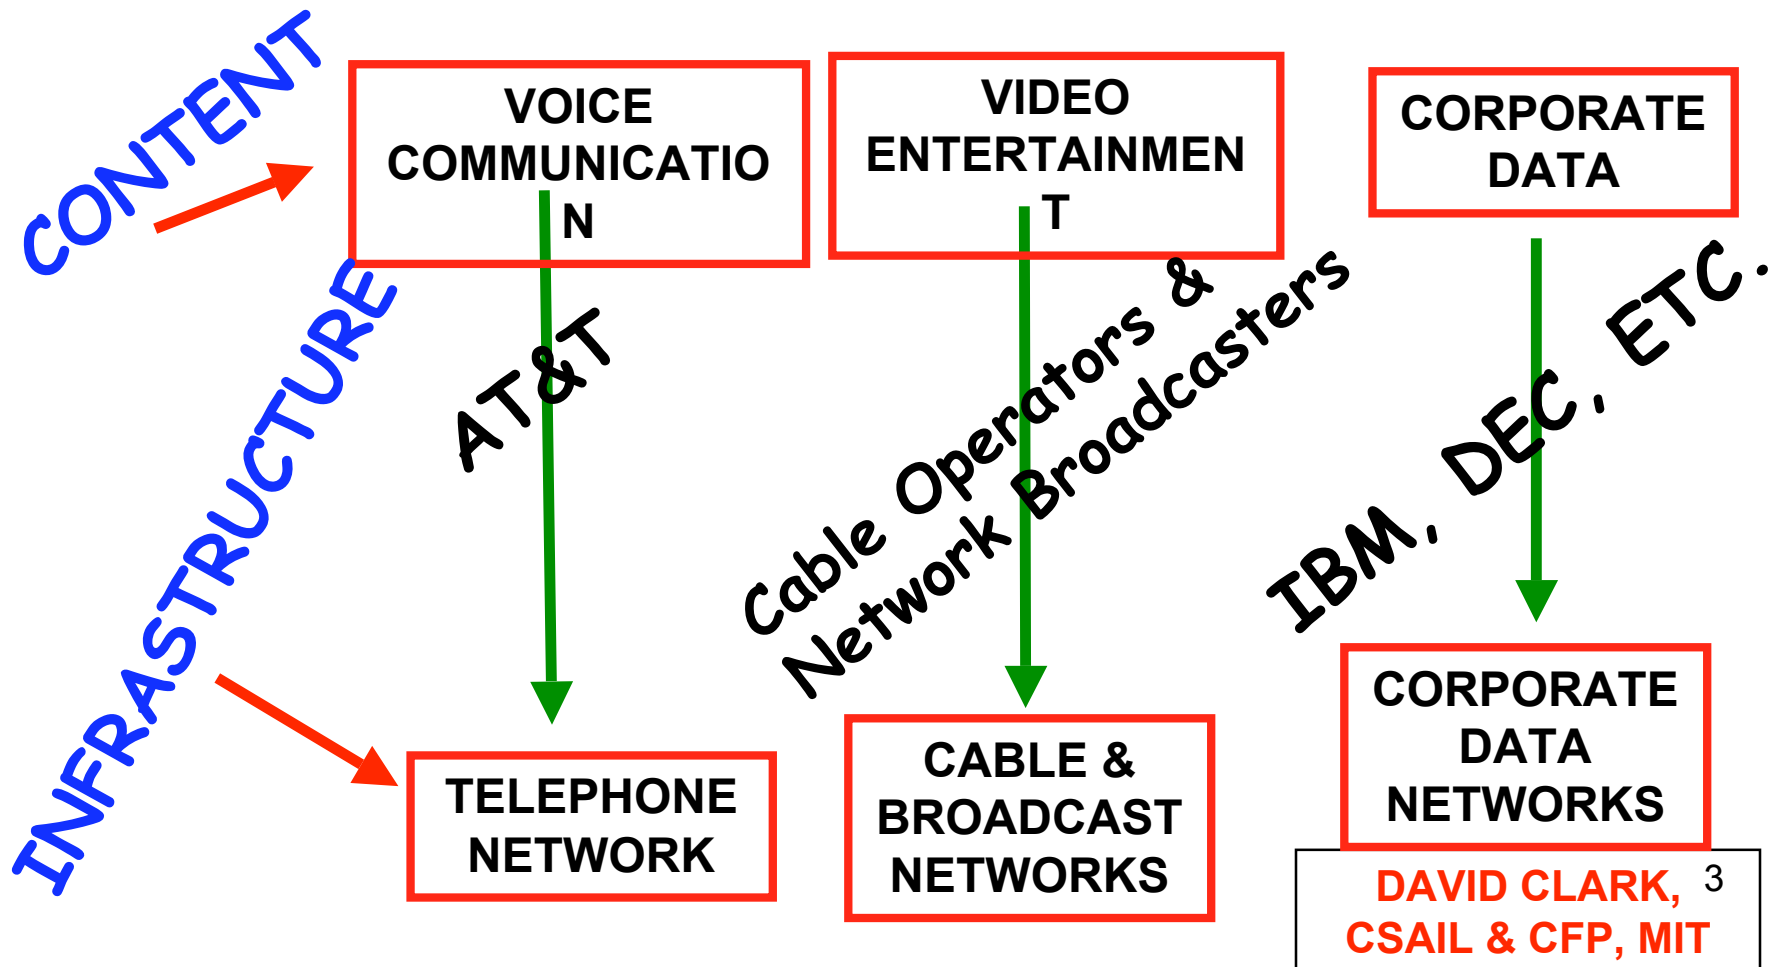 CONTENT
VOICE
COMMUNICATIO
N
VIDEO
ENTERTAINMEN
T
CORPORATE
DATA
INFRASTRUCTURE
AT&T
Cable Operators &
Network Broadcasters
IBM, DEC, ETC.
TELEPHONE
NETWORK
CABLE &
BROADCAST
NETWORKS
CORPORATE
DATA
NETWORKS
DAVID CLARK,
CSAIL & CFP, MIT
3